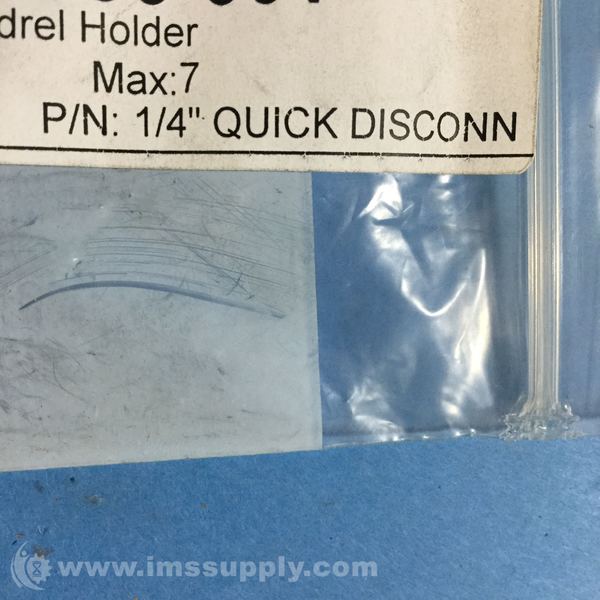 drel Holder
Max:7
P/N: 1/4" QUICK DISCONN
www.imssupply.com